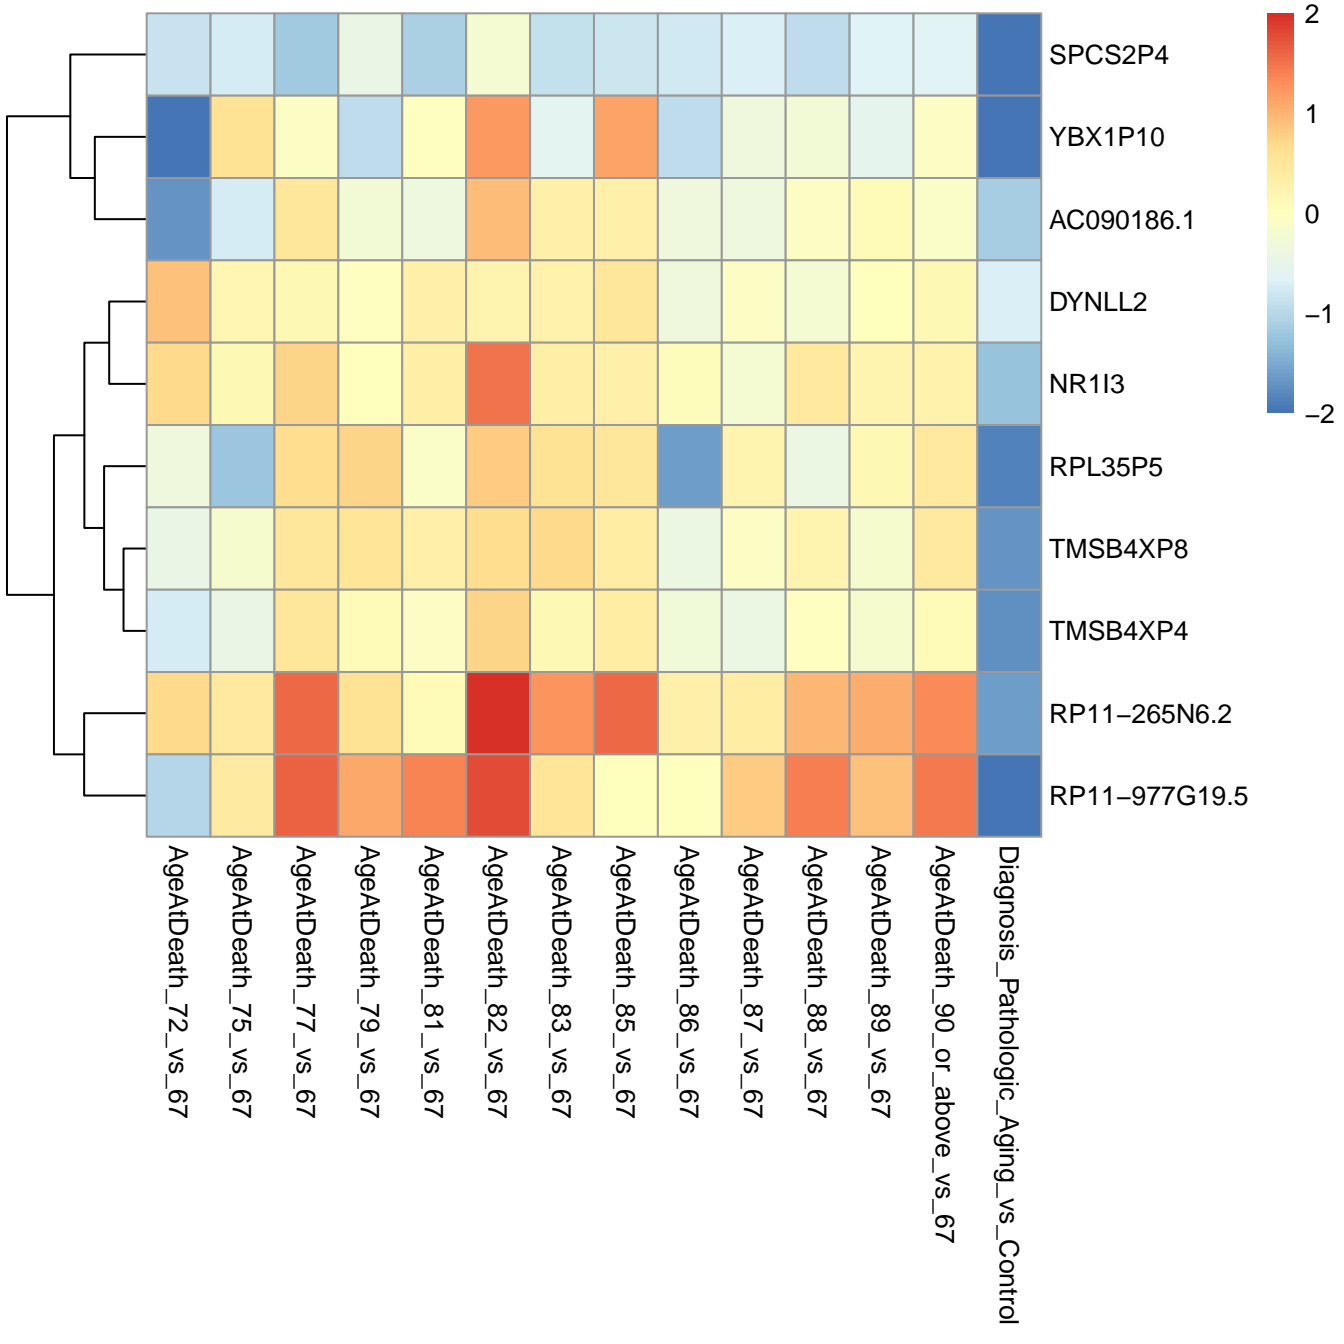 SPCS2P4
YBX1P10
AC090186.1
DYNLL2
NR1I3
RPL35P5
TMSB4XP8
TMSB4XP4
RP11−265N6.2
RP11−977G19.5
AgeAtDeath_72_vs_67
AgeAtDeath_75_vs_67
AgeAtDeath_77_vs_67
AgeAtDeath_79_vs_67
AgeAtDeath_81_vs_67
AgeAtDeath_82_vs_67
AgeAtDeath_83_vs_67
AgeAtDeath_85_vs_67
AgeAtDeath_86_vs_67
AgeAtDeath_87_vs_67
AgeAtDeath_88_vs_67
AgeAtDeath_89_vs_67
AgeAtDeath_90_or_above_vs_67
Diagnosis_Pathologic_Aging_vs_Control
2
1
0
−1
−2